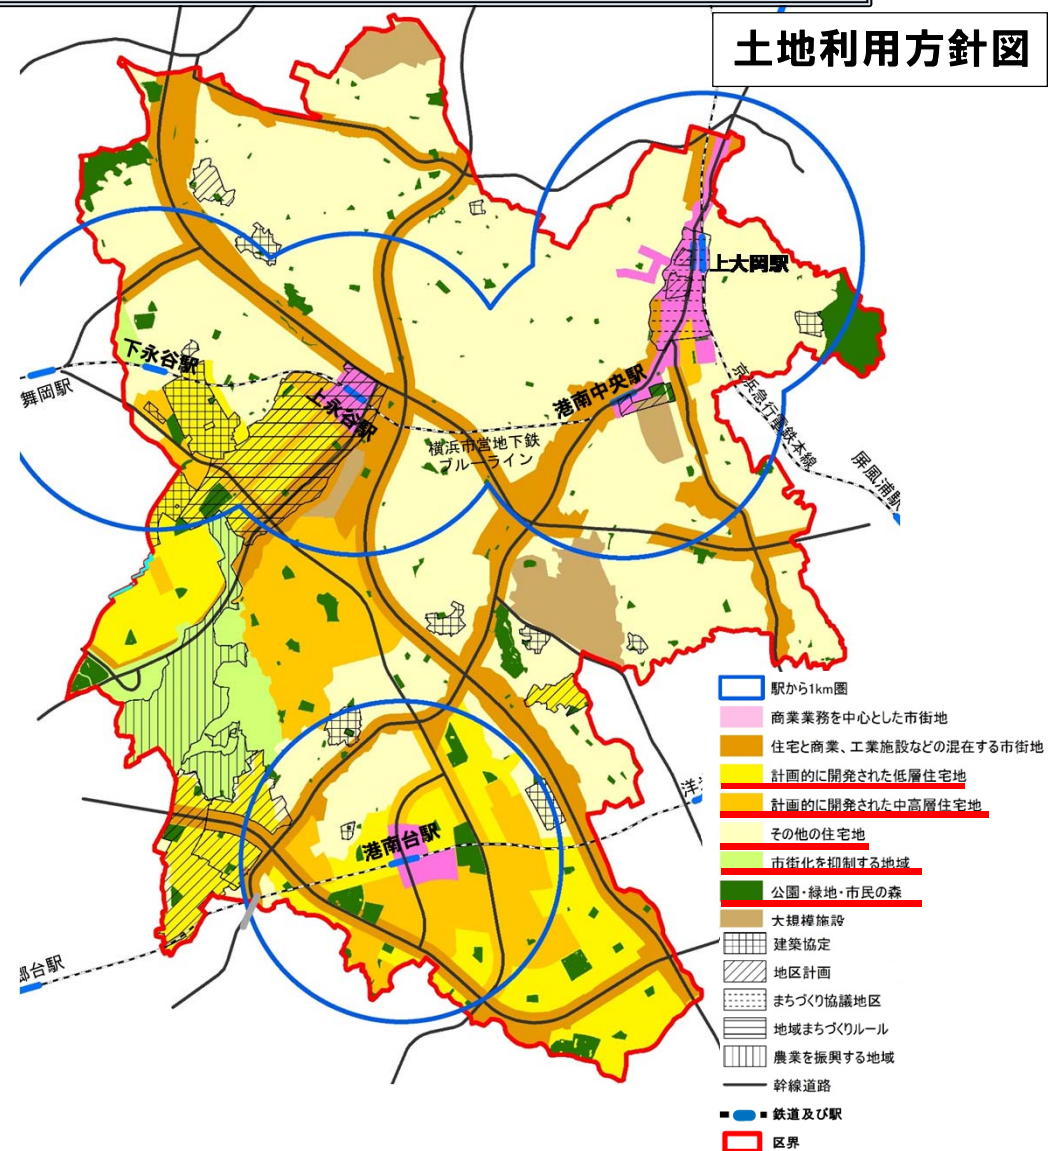 土地利用方針図
上大岡駅
下永谷駅
舞岡駅
上永谷駅
港南中央駅
京浜急行電鉄本線
横浜市営地下鉄
ブルーライン
屏風浦駅
港南台駅
台駅
駅から1km圏
商業業務を中心とした市街地
住宅と商業、工業施設などの混在する市街地
計画的に開発された低層住宅地
計画的に開発された中高層住宅地
その他の住宅地
市街化を抑制する地域
公園・緑地・市民の森
大規模施設
建築協定
地区計画
まちづくり協議地区
地域まちづくりルール
農業を振興する地域
幹線道路
鉄道及び駅
区界